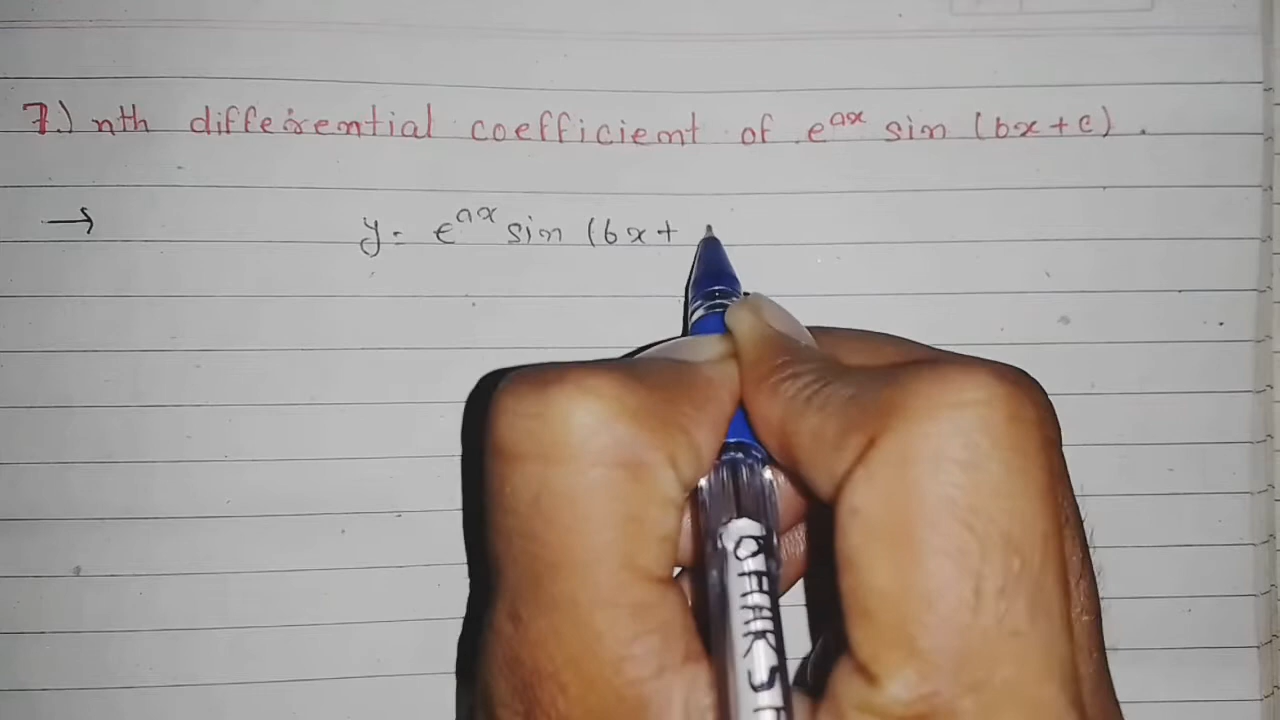 7.) nth differential coefficient of e^ax sin (bx+c).
→ y = e^ax sin (bx+